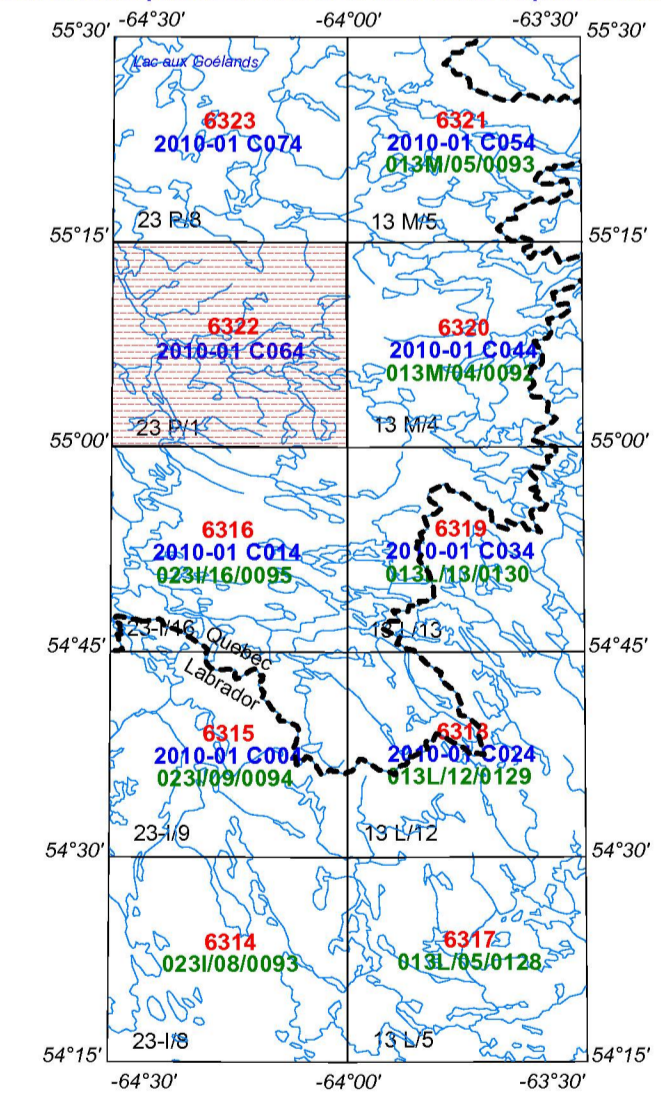 -64°30' -64°00' -63°30'
55°30' 55°30'
Lac aux Goélands
6323 6321
2010-01 C074 2010-01 C054
013M/05/0093
23 P/8 13 M/5
55°15' 55°15'
6322 6320
2010-01 C064 2010-01 C044
013M/04/0092
23 P/1 13 M/4
55°00' 55°00'
6316 6319
2010-01 C014 2010-01 C034
023I/16/0095 013L/13/0130
23-I/16 Quebec 13 L/13
54°45' 54°45'
Labrador
6315 6318
2010-01 C004 2010-01 C024
023I/09/0094 013L/12/0129
23-I/9 13 L/12
54°30' 54°30'
6314 6317
023I/08/0093 013L/05/0128
23-I/8 13 L/5
54°15' 54°15'
-64°30' -64°00' -63°30'